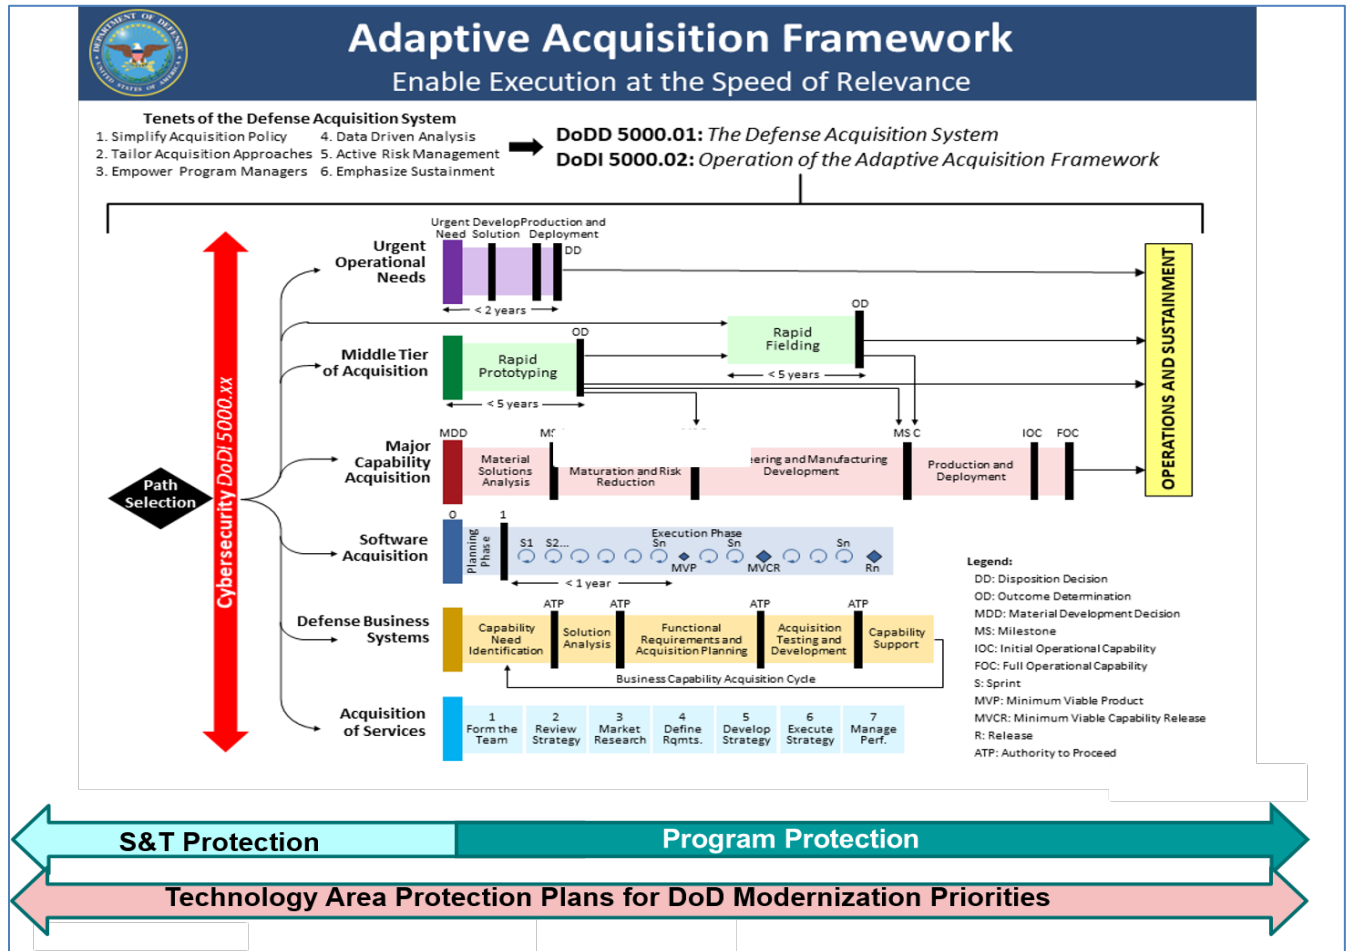 DEPARTMENT OF DEFENSE
UNITED STATES OF AMERICA
Adaptive Acquisition Framework
Enable Execution at the Speed of Relevance
Tenets of the Defense Acquisition System
1. Simplify Acquisition Policy
2. Tailor Acquisition Approaches
3. Empower Program Managers
4. Data Driven Analysis
5. Active Risk Management
6. Emphasize Sustainment
DoDD 5000.01: The Defense Acquisition System
DoDI 5000.02: Operation of the Adaptive Acquisition Framework
Path
Selection
Cybersecurity DoDI 5000.xx
Urgent
Operational
Needs
Urgent
Need
Develop
Solution
Production and
Deployment
DD
< 2 years
Middle Tier
of Acquisition
Rapid
Prototyping
OD
< 5 years
Rapid
Fielding
OD
< 5 years
Major
Capability
Acquisition
MDD
Material
Solutions
Analysis
Maturation and Risk
Reduction
eering and Manufacturing
Development
MS C
Production and
Deployment
IOC
FOC
Software
Acquisition
0
1
Planning
Phase
Execution Phase
S1
S2...
Sn
MVP
Sn
MVCR
Sn
Rn
< 1 year
Defense Business
Systems
Capability
Need
Identification
ATP
Solution
Analysis
ATP
Functional
Requirements and
Acquisition Planning
ATP
Acquisition
Testing and
Development
ATP
Capability
Support
Business Capability Acquisition Cycle
Acquisition
of Services
1
Form the
Team
2
Review
Strategy
3
Market
Research
4
Define
Rqmts.
5
Develop
Strategy
6
Execute
Strategy
7
Manage
Perf.
OPERATIONS AND SUSTAINMENT
Legend:
DD: Disposition Decision
OD: Outcome Determination
MDD: Material Development Decision
MS: Milestone
IOC: Initial Operational Capability
FOC: Full Operational Capability
S: Sprint
MVP: Minimum Viable Product
MVCR: Minimum Viable Capability Release
R: Release
ATP: Authority to Proceed
S&T Protection
Program Protection
Technology Area Protection Plans for DoD Modernization Priorities